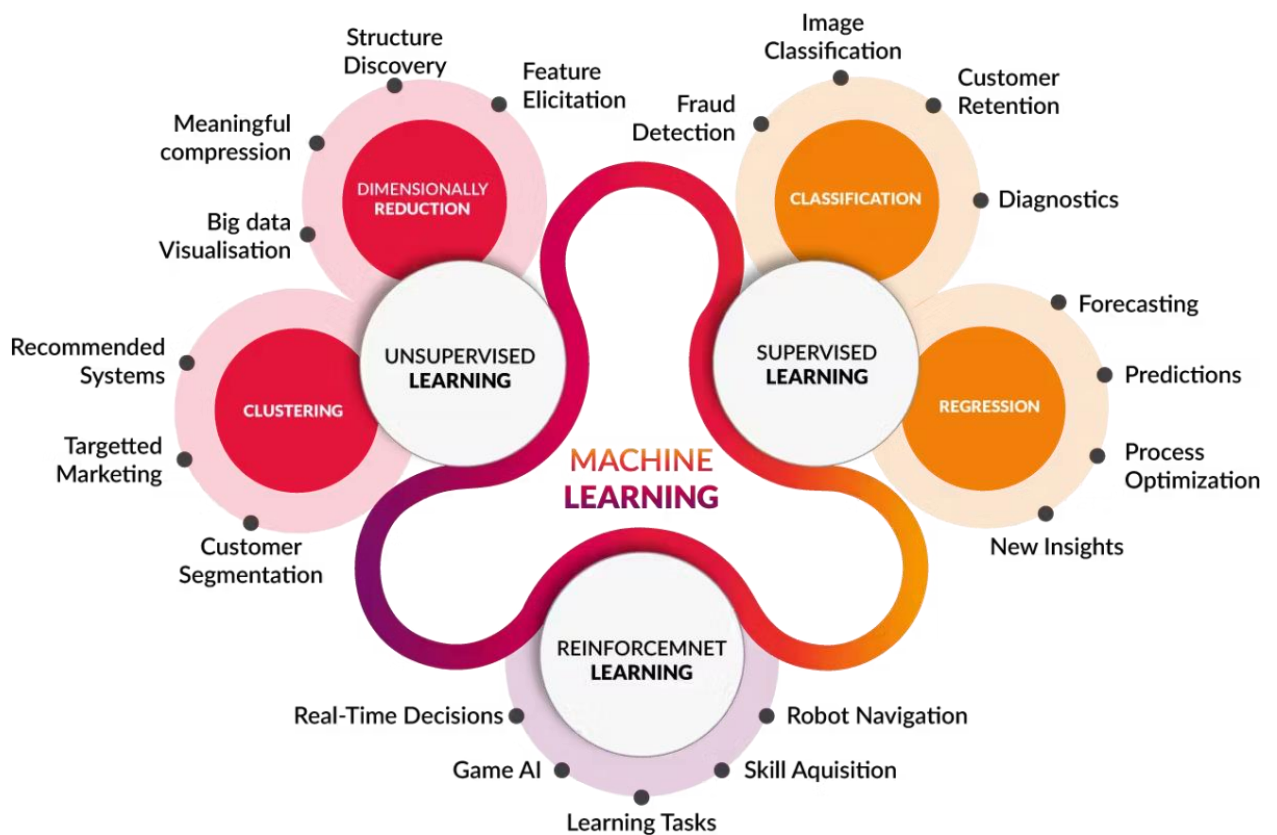 Structure
Discovery
Feature
Elicitation
Meaningful
compression
Big data
Visualisation
DIMENSIONALLY
REDUCTION
Recommended
Systems
Targetted
Marketing
Customer
Segmentation
CLUSTERING
UNSUPERVISED
LEARNING
Image
Classification
Customer
Retention
Fraud
Detection
Diagnostics
CLASSIFICATION
SUPERVISED
LEARNING
Forecasting
Predictions
Process
Optimization
New Insights
REGRESSION
MACHINE
LEARNING
REINFORCEMNET
LEARNING
Real-Time Decisions
Game AI
Learning Tasks
Skill Aquisition
Robot Navigation